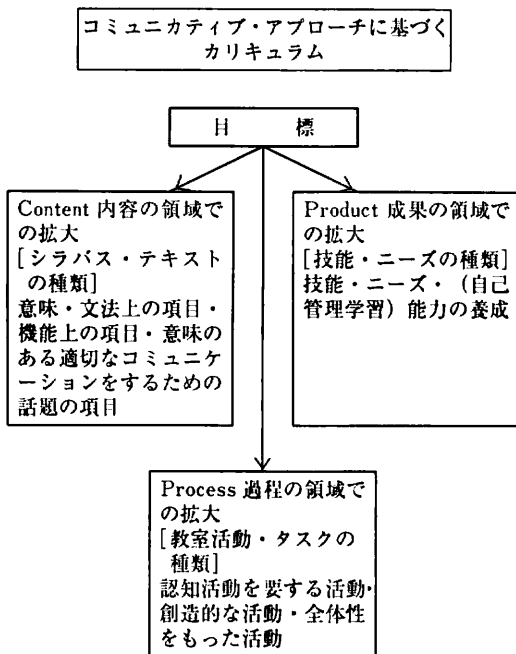 コミュニカティブ・アプローチに基づく
カリキュラム
目　標
Content 内容の領域で
の拡大
[シラバス・テキスト
の種類]
意味・文法上の項目・
機能上の項目・意味の
ある適切なコミュニケ
ーションをするための
話題の項目
Product 成果の領域で
の拡大
[技能・ニーズの種類]
技能・ニーズ・（自己
管理学習）能力の養成
Process 過程の領域で
の拡大
[教室活動・タスクの
種類]
認知活動を要する活動・
創造的な活動・全体性
をもった活動